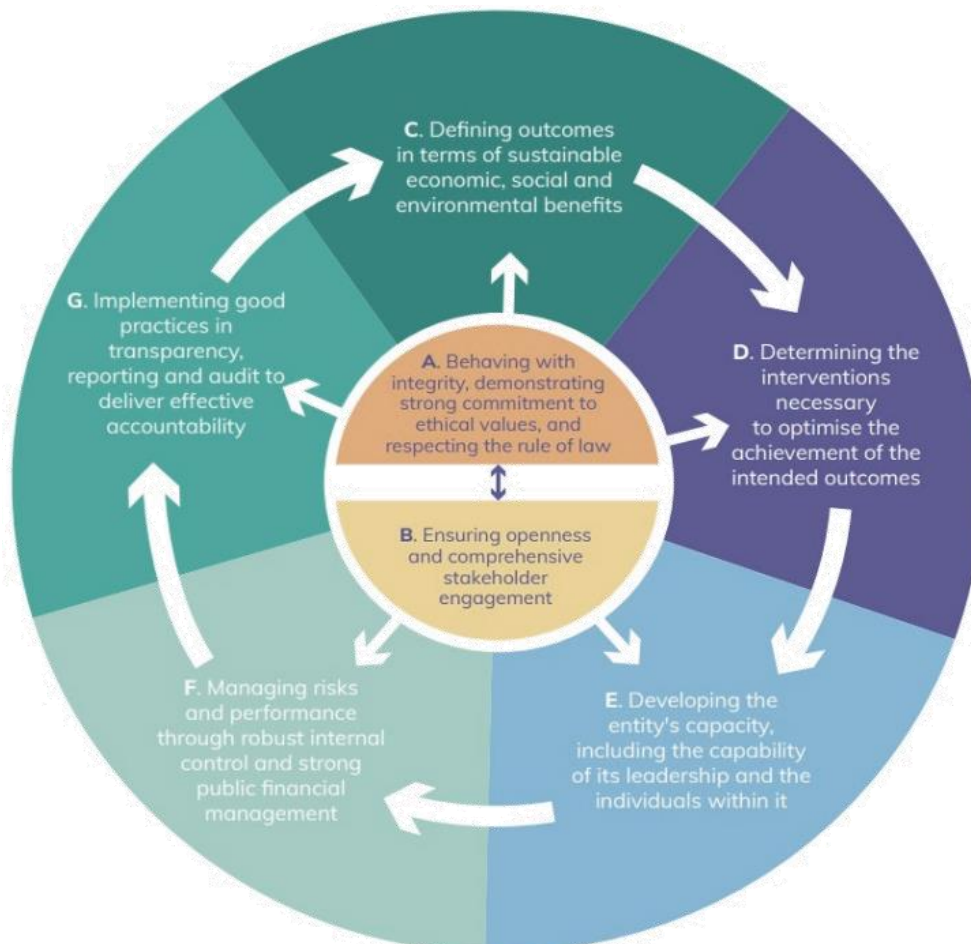 C. Defining outcomes
in terms of sustainable
economic, social and
environmental benefits
G. Implementing good
practices in
transparency,
reporting and audit to
deliver effective
accountability
A. Behaving with
integrity, demonstrating
strong commitment to
ethical values, and
respecting the rule of law
D. Determining the
interventions
necessary
to optimise the
achievement of the
intended outcomes
B. Ensuring openness
and comprehensive
stakeholder
engagement
F. Managing risks
and performance
through robust internal
control and strong
public financial
management
E. Developing the
entity's capacity,
including the capability
of its leadership and the
individuals within it